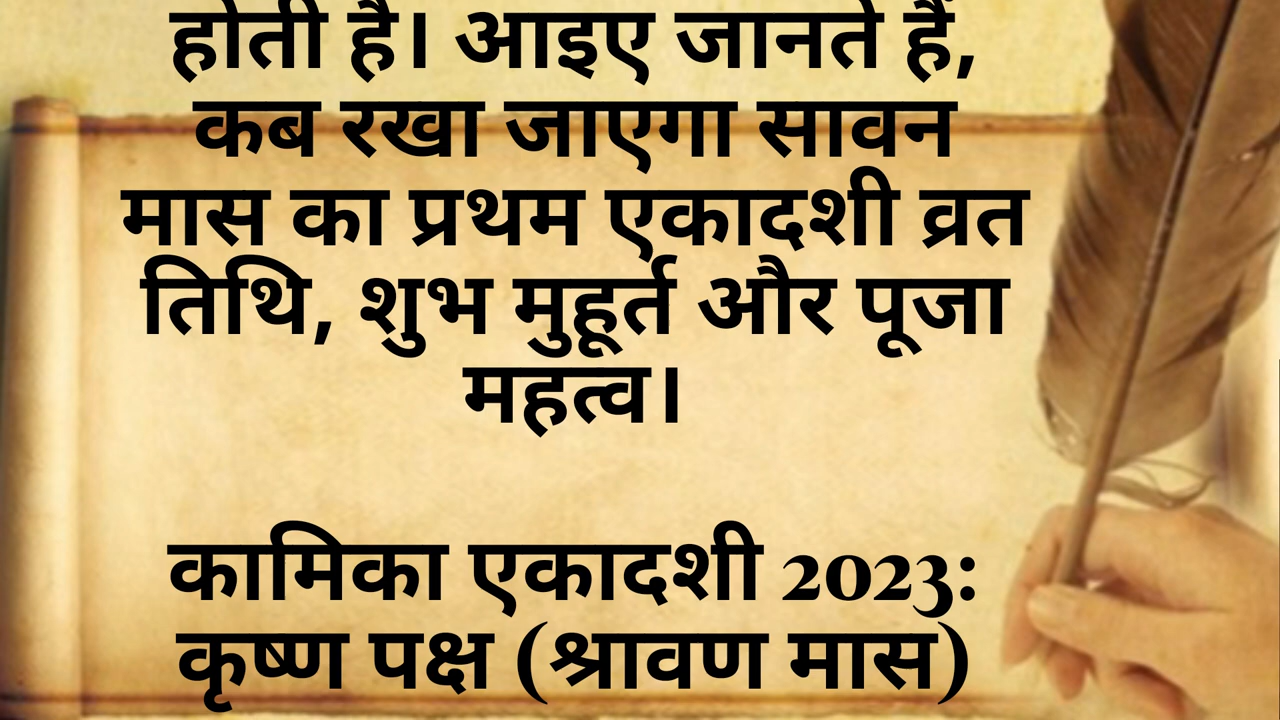 होती है। आइए जानते हैं,
कब रखा जाएगा सावन
मास का प्रथम एकादशी व्रत
तिथि, शुभ मुहूर्त और पूजा
महत्व।
कामिका एकादशी 2023:
कृष्ण पक्ष (श्रावण मास)